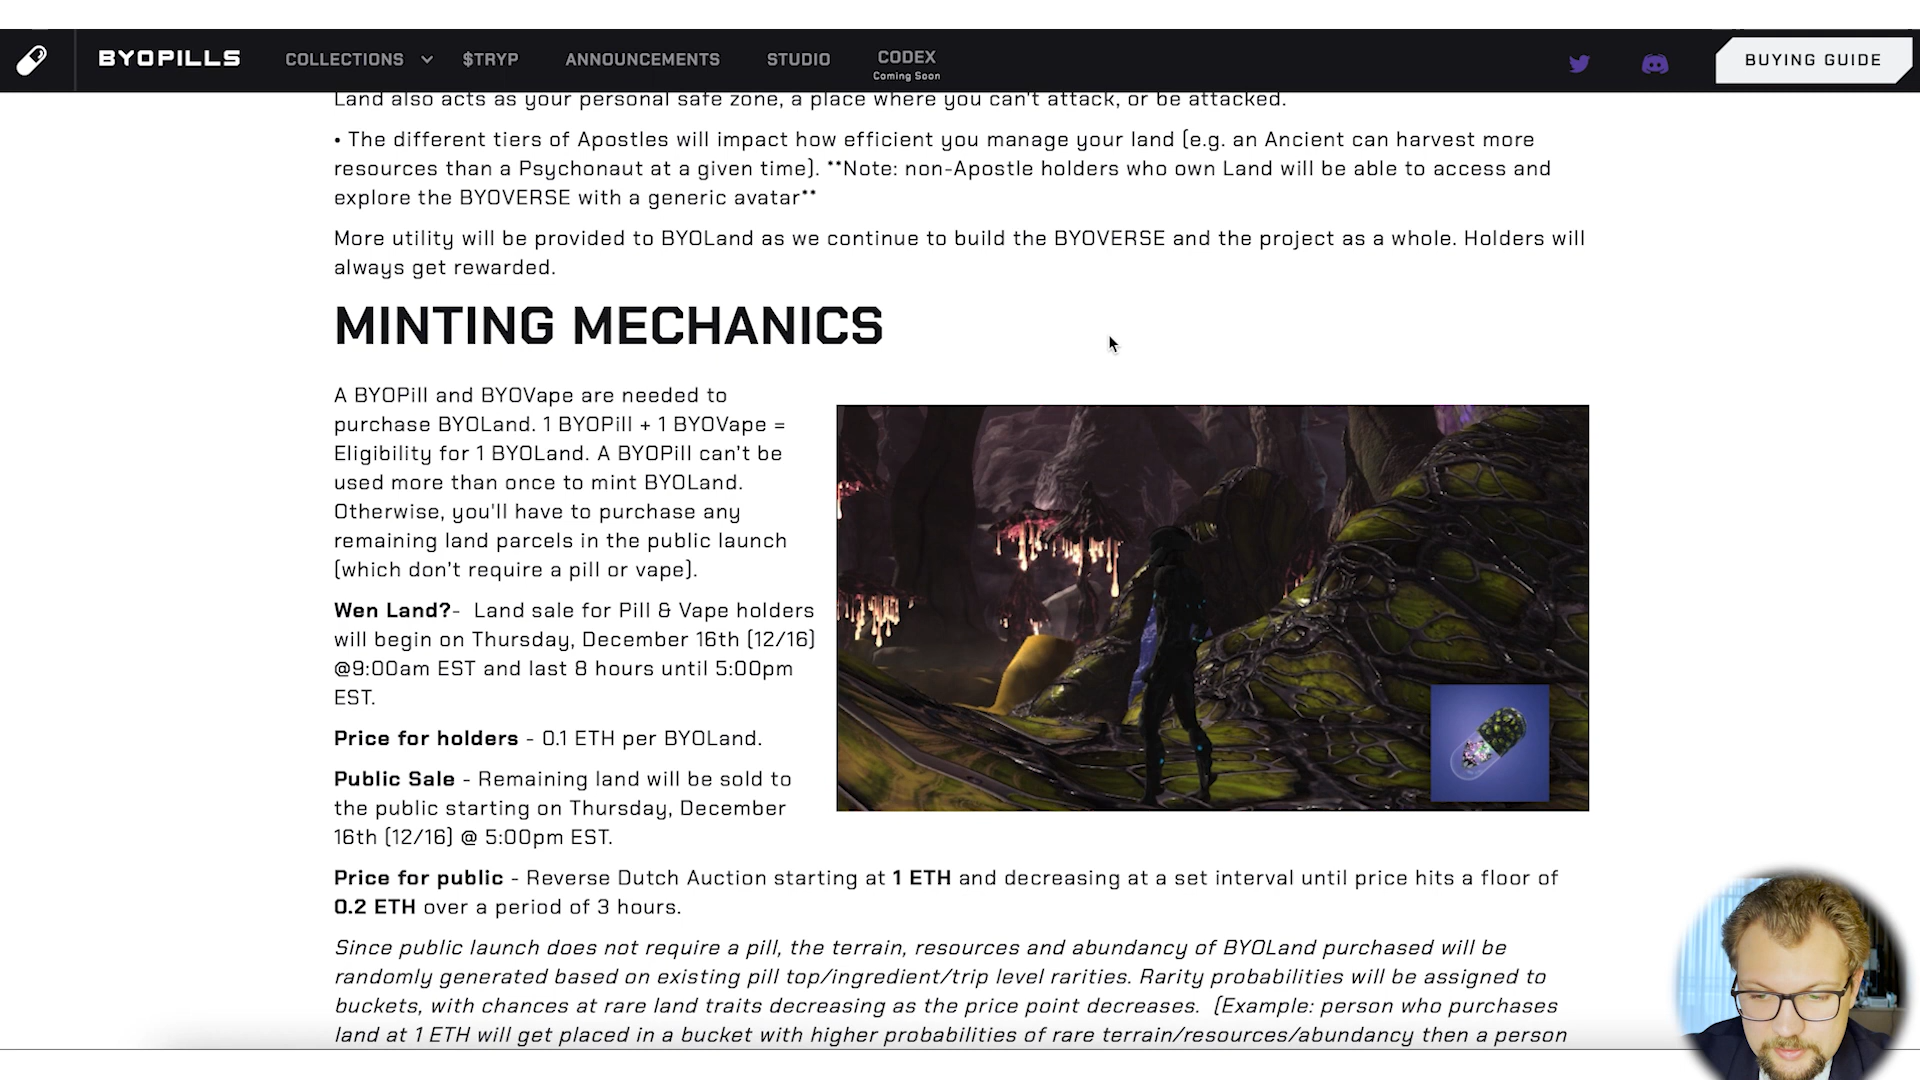 BYOPILLS
COLLECTIONS
$TRYP
ANNOUNCEMENTS
STUDIO
CODEX
Coming Soon
BUYING GUIDE
Land also acts as your personal safe zone, a place where you can't attack, or be attacked.
• The different tiers of Apostles will impact how efficient you manage your land (e.g. an Ancient can harvest more
resources than a Psychonaut at a given time). **Note: non-Apostle holders who own Land will be able to access and
explore the BYOVERSE with a generic avatar**
More utility will be provided to BYOLand as we continue to build the BYOVERSE and the project as a whole. Holders will
always get rewarded.
MINTING MECHANICS
A BYOPill and BYOVape are needed to
purchase BYOLand. 1 BYOPill + 1 BYOVape =
Eligibility for 1 BYOLand. A BYOPill can't be
used more than once to mint BYOLand.
Otherwise, you'll have to purchase any
remaining land parcels in the public launch
(which don't require a pill or vape).
Wen Land?- Land sale for Pill & Vape holders
will begin on Thursday, December 16th (12/16)
@9:00am EST and last 8 hours until 5:00pm
EST.
Price for holders - 0.1 ETH per BYOLand.
Public Sale - Remaining land will be sold to
the public starting on Thursday, December
16th (12/16) @ 5:00pm EST.
Price for public - Reverse Dutch Auction starting at 1 ETH and decreasing at a set interval until price hits a floor of
0.2 ETH over a period of 3 hours.
Since public launch does not require a pill, the terrain, resources and abundancy of BYOLand purchased will be
randomly generated based on existing pill top/ingredient/trip level rarities. Rarity probabilities will be assigned to
buckets, with chances at rare land traits decreasing as the price point decreases. (Example: person who purchases
land at 1 ETH will get placed in a bucket with higher probabilities of rare terrain/resources/abundancy then a person